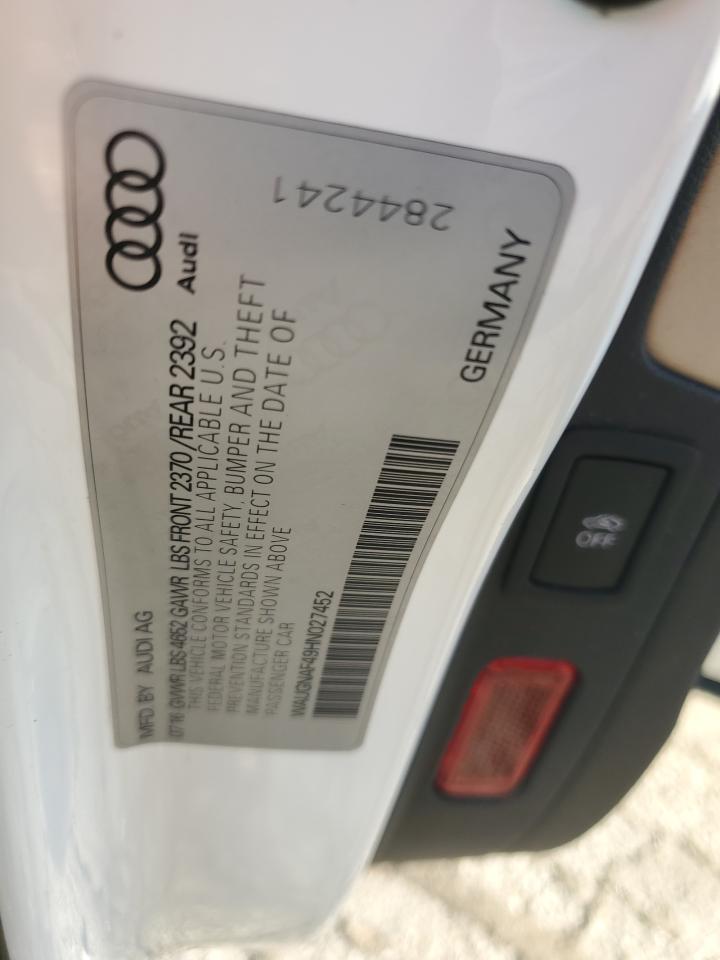 MFD BY AUDI AG
07/16 GVWR LBS 4652 GAWR LBS FRONT 2370 /REAR 2392
THIS VEHICLE CONFORMS TO ALL APPLICABLE U.S.
FEDERAL MOTOR VEHICLE SAFETY, BUMPER AND THEFT
PREVENTION STANDARDS IN EFFECT ON THE DATE OF
MANUFACTURE SHOWN ABOVE
PASSENGER CAR
WAUGNAF49HN027452
Audi
GERMANY
2844241
OFF